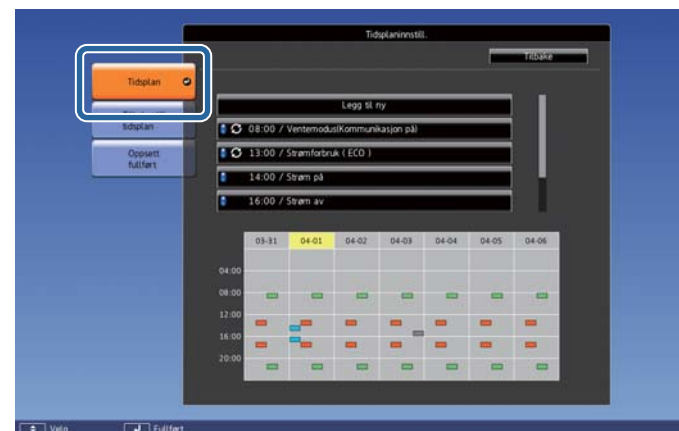 Tidsplaninnstill.
Tilbake
Tidsplan
tidsplan
Oppsett
fullført
Legg til ny
08:00 / Ventemodus(Kommunikasjon på)
13:00 / Strømforbruk ( ECO )
14:00 / Strøm på
16:00 / Strøm av
03-31 04-01 04-02 04-03 04-04 04-05 04-06
04:00
08:00
12:00
16:00
20:00
Velg Fullført